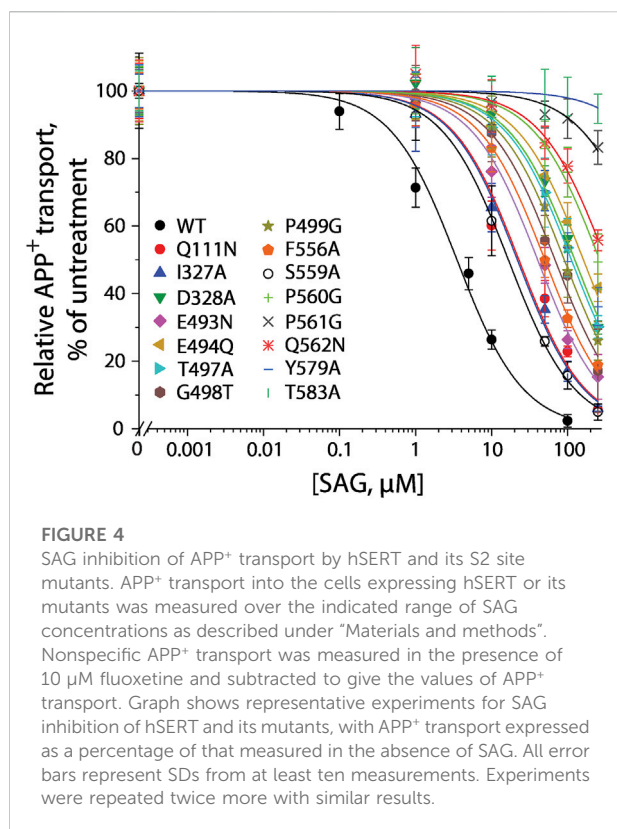 Relative APP⁺ transport,
% of untreatment
100
80
60
40
20
0
WT
Q111N
I327A
D328A
E493N
E494Q
T497A
G498T
P499G
F556A
S559A
P560G
P561G
Q562N
Y579A
T583A
0 0.001 0.01 0.1 1 10 100
[SAG, µM]
FIGURE 4
SAG inhibition of APP⁺ transport by hSERT and its S2 site
mutants. APP⁺ transport into the cells expressing hSERT or its
mutants was measured over the indicated range of SAG
concentrations as described under “Materials and methods”.
Nonspecific APP⁺ transport was measured in the presence of
10 µM fluoxetine and subtracted to give the values of APP⁺
transport. Graph shows representative experiments for SAG
inhibition of hSERT and its mutants, with APP⁺ transport expressed
as a percentage of that measured in the absence of SAG. All error
bars represent SDs from at least ten measurements. Experiments
were repeated twice more with similar results.